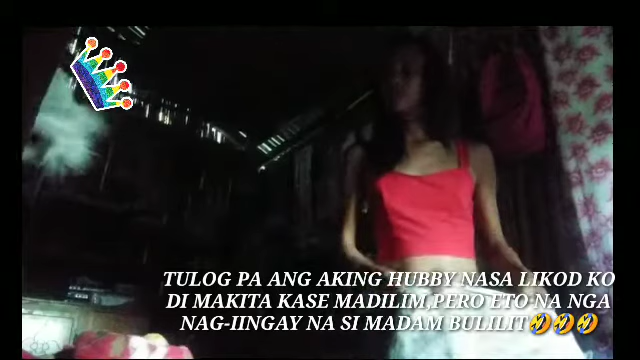 TULOG PA ANG AKING HUBBY NASA LIKOD KO
DI MAKITA KASE MADILIM,PERO ETO NA NGA
NAG-IINGAY NA SI MADAM BULILIT🤣🤣🤣